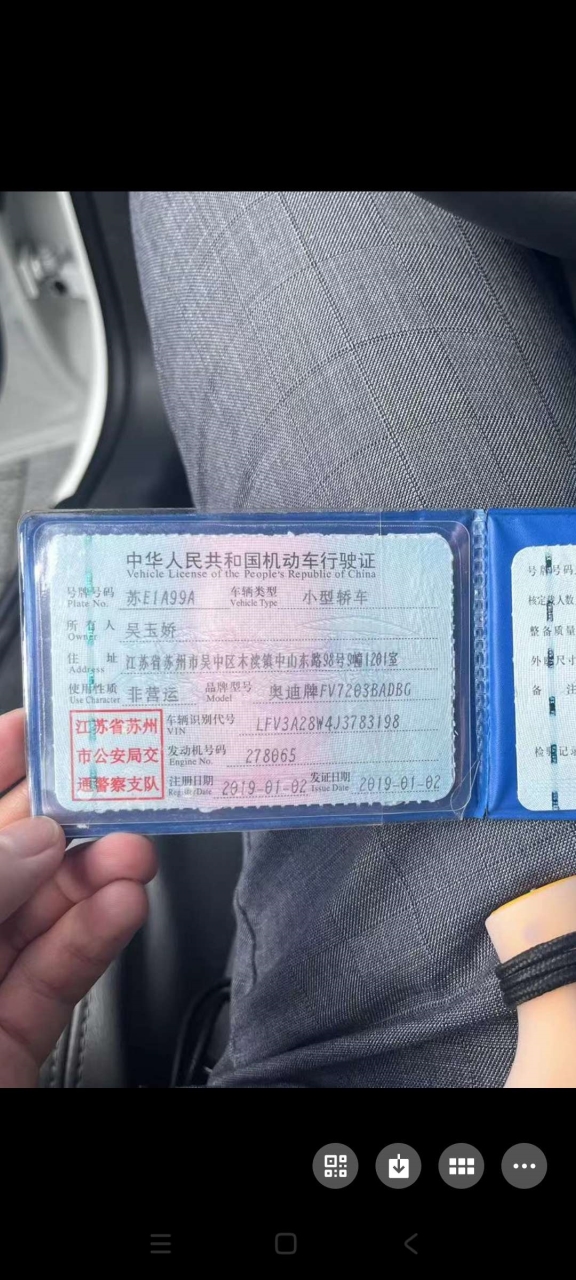 中华人民共和国机动车行驶证
Vehicle License of the People's Republic of China
号牌号码 苏E1A99A 车辆类型 小型轿车
Plate No. Vehicle Type
所有人 吴玉娇
Owner
住址 江苏省苏州市吴中区木渎镇中山东路98号9幢1201室
Address
使用性质 非营运 品牌型号 奥迪牌FV7203BADBG
Use Character Model
江苏省苏州
市公安局交
通警察支队
车辆识别代号 LFV3A28W4J3783198
VIN
发动机号码 278065
Engine No.
注册日期 2019-01-02 发证日期 2019-01-02
Register Date Issue Date
号牌号码
核定载人数
整备质量
外廓尺寸
备 注
检验记录